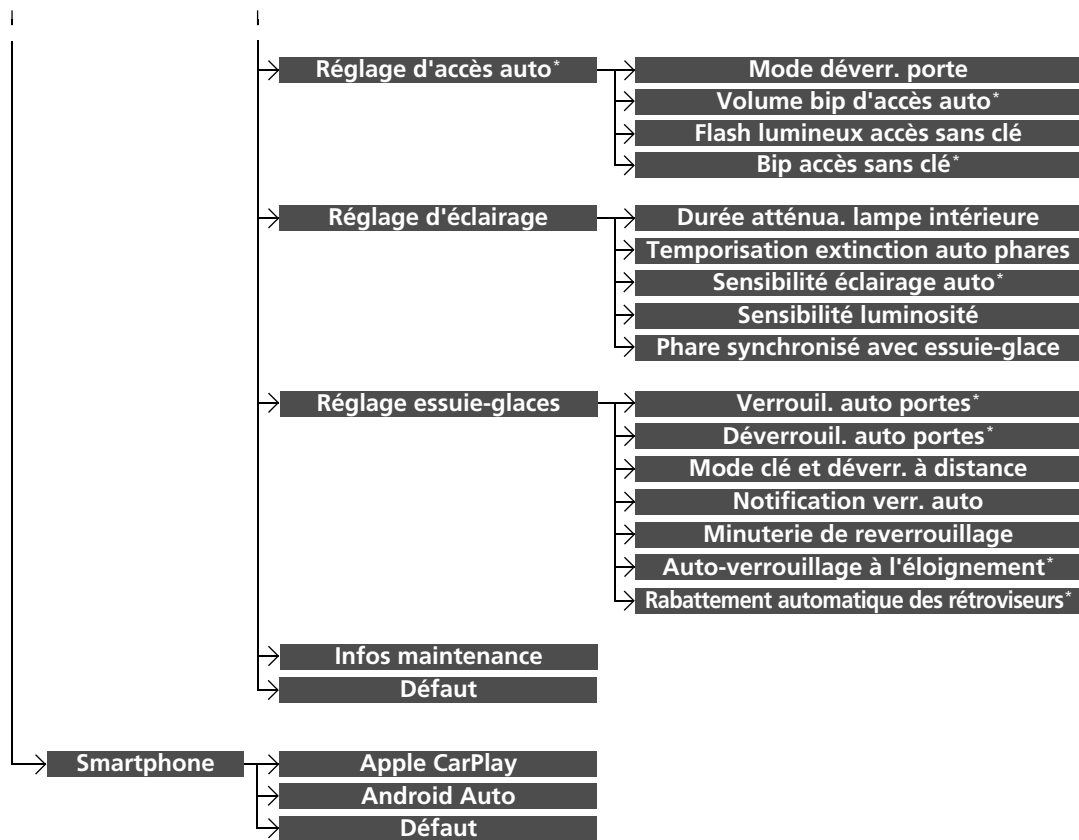 Réglage d'accès auto*
Mode déverr. porte
Volume bip d'accès auto*
Flash lumineux accès sans clé
Bip accès sans clé*
Réglage d'éclairage
Durée atténua. lampe intérieure
Temporisation extinction auto phares
Sensibilité éclairage auto*
Sensibilité luminosité
Phare synchronisé avec essuie-glace
Réglage essuie-glaces
Verrouil. auto portes*
Déverrouil. auto portes*
Mode clé et déverr. à distance
Notification verr. auto
Minuterie de reverrouillage
Auto-verrouillage à l'éloignement*
Rabattement automatique des rétroviseurs*
Infos maintenance
Défaut
Smartphone
Apple CarPlay
Android Auto
Défaut